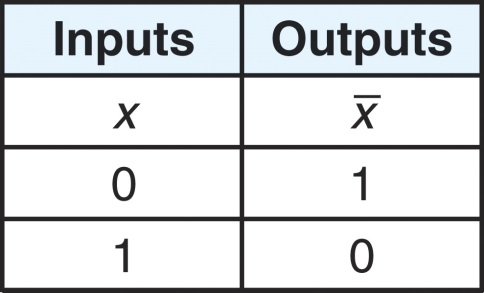 Inputs Outputs
x x̅
0 1
1 0